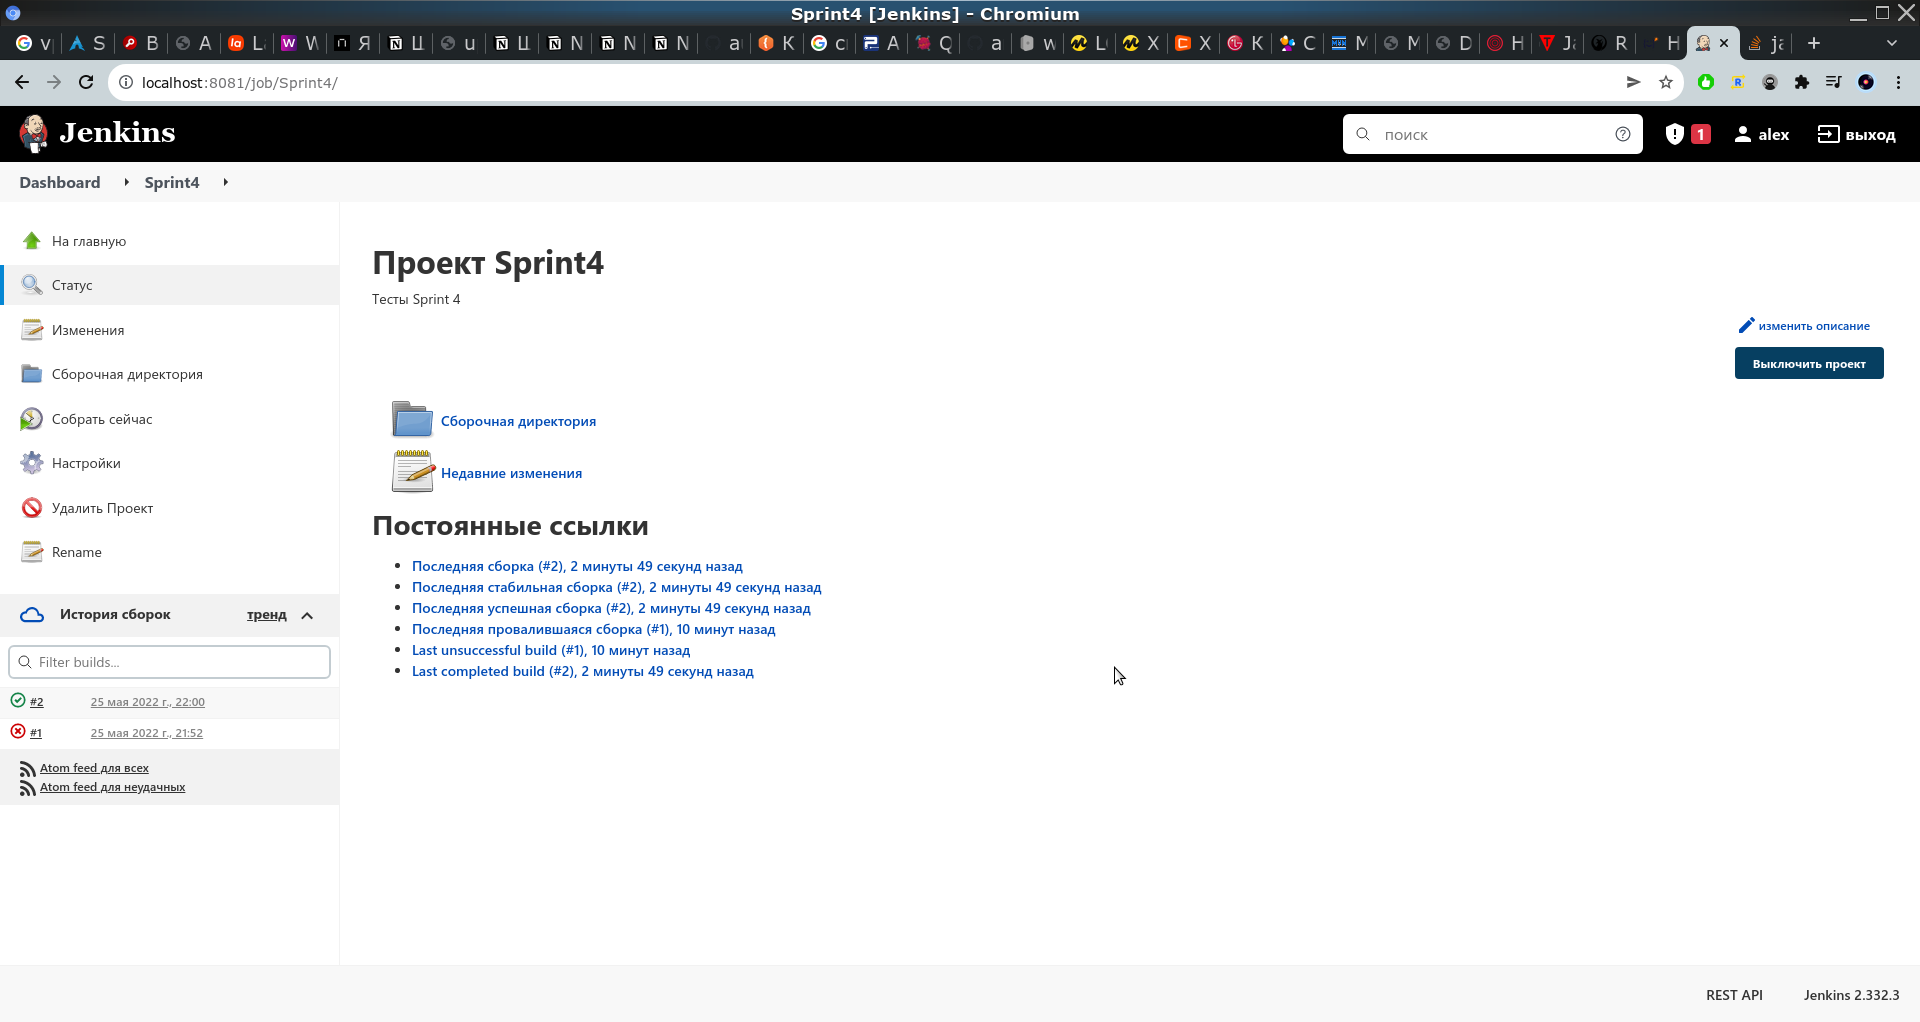 Sprint4 [Jenkins] - Chromium
localhost:8081/job/Sprint4/
Jenkins
поиск
1
alex
выход
Dashboard
Sprint4
На главную
Статус
Изменения
Сборочная директория
Собрать сейчас
Настройки
Удалить Проект
Rename
История сборок
тренд
Filter builds...
#2 25 мая 2022 г., 22:00
#1 25 мая 2022 г., 21:52
Atom feed для всех
Atom feed для неудачных
Проект Sprint4
Тесты Sprint 4
изменить описание
Выключить проект
Сборочная директория
Недавние изменения
Постоянные ссылки
Последняя сборка (#2), 2 минуты 49 секунд назад
Последняя стабильная сборка (#2), 2 минуты 49 секунд назад
Последняя успешная сборка (#2), 2 минуты 49 секунд назад
Последняя провалившаяся сборка (#1), 10 минут назад
Last unsuccessful build (#1), 10 минут назад
Last completed build (#2), 2 минуты 49 секунд назад
REST API
Jenkins 2.332.3